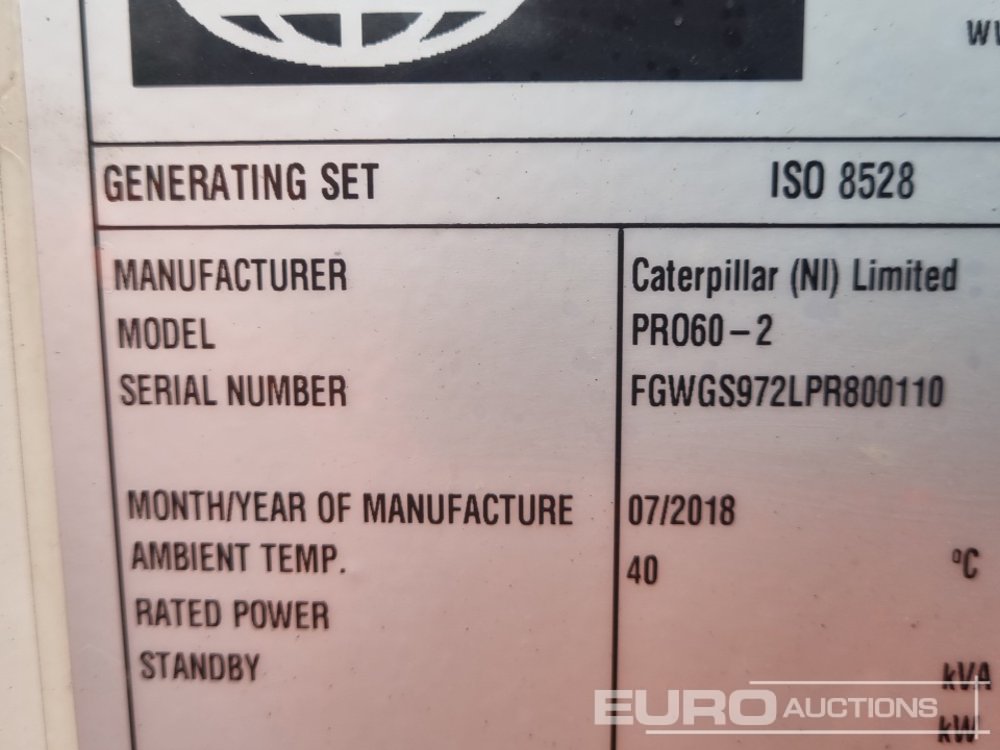 GENERATING SET ISO 8528
MANUFACTURER Caterpillar (NI) Limited
MODEL PRO60-2
SERIAL NUMBER FGWGS972LPR800110
MONTH/YEAR OF MANUFACTURE 07/2018
AMBIENT TEMP. 40 °C
RATED POWER
STANDBY kVA
kW
EURO AUCTIONS